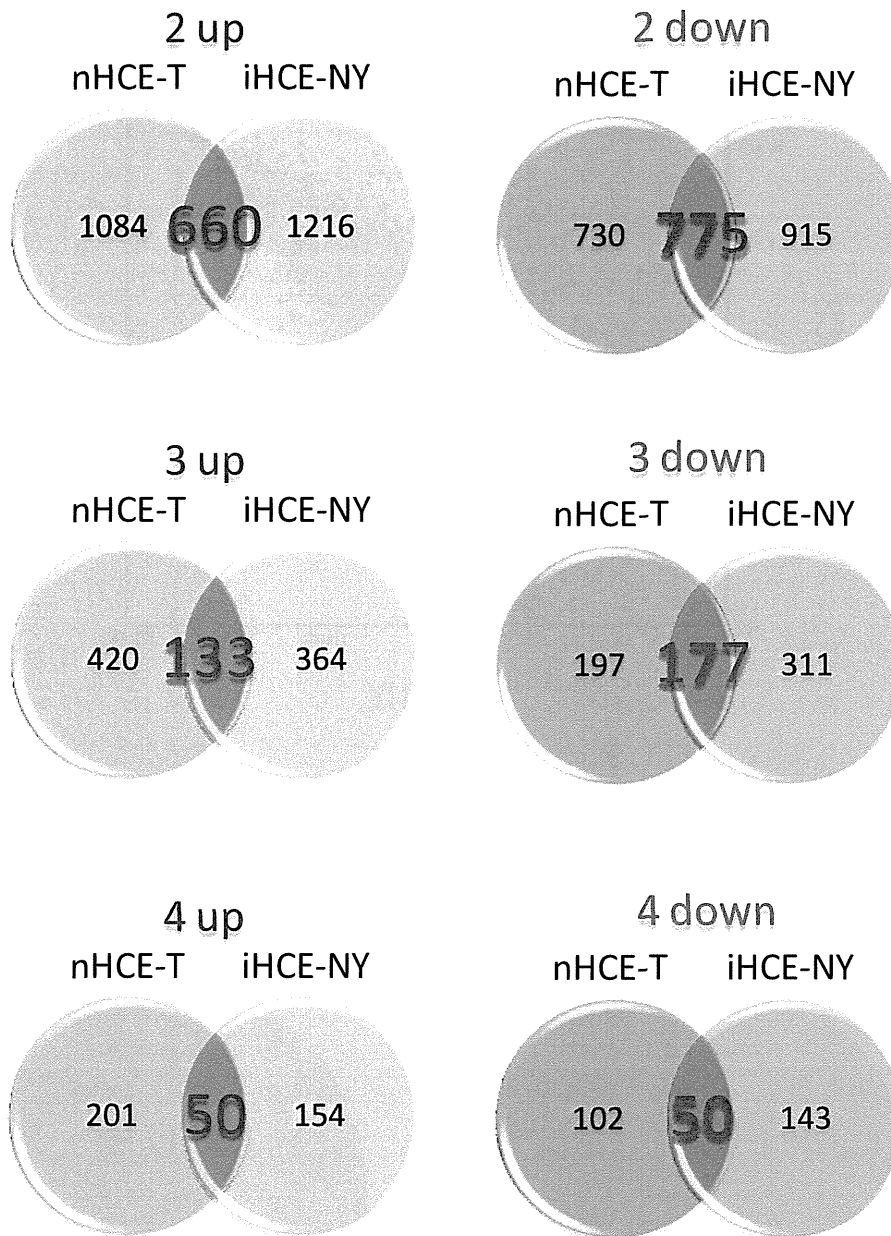 2 up
nHCE-T iHCE-NY
1084 660 1216
2 down
nHCE-T iHCE-NY
730 775 915
3 up
nHCE-T iHCE-NY
420 133 364
3 down
nHCE-T iHCE-NY
197 177 311
4 up
nHCE-T iHCE-NY
201 50 154
4 down
nHCE-T iHCE-NY
102 50 143